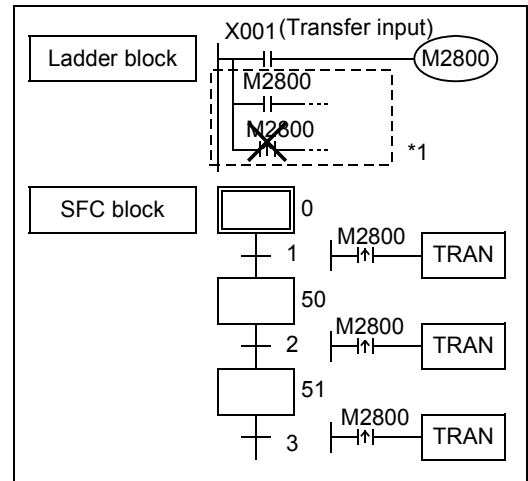 X001(Transfer input)
Ladder block
M2800
M2800
M2800
*1
SFC block
0
1
M2800
TRAN
50
2
M2800
TRAN
51
3
M2800
TRAN